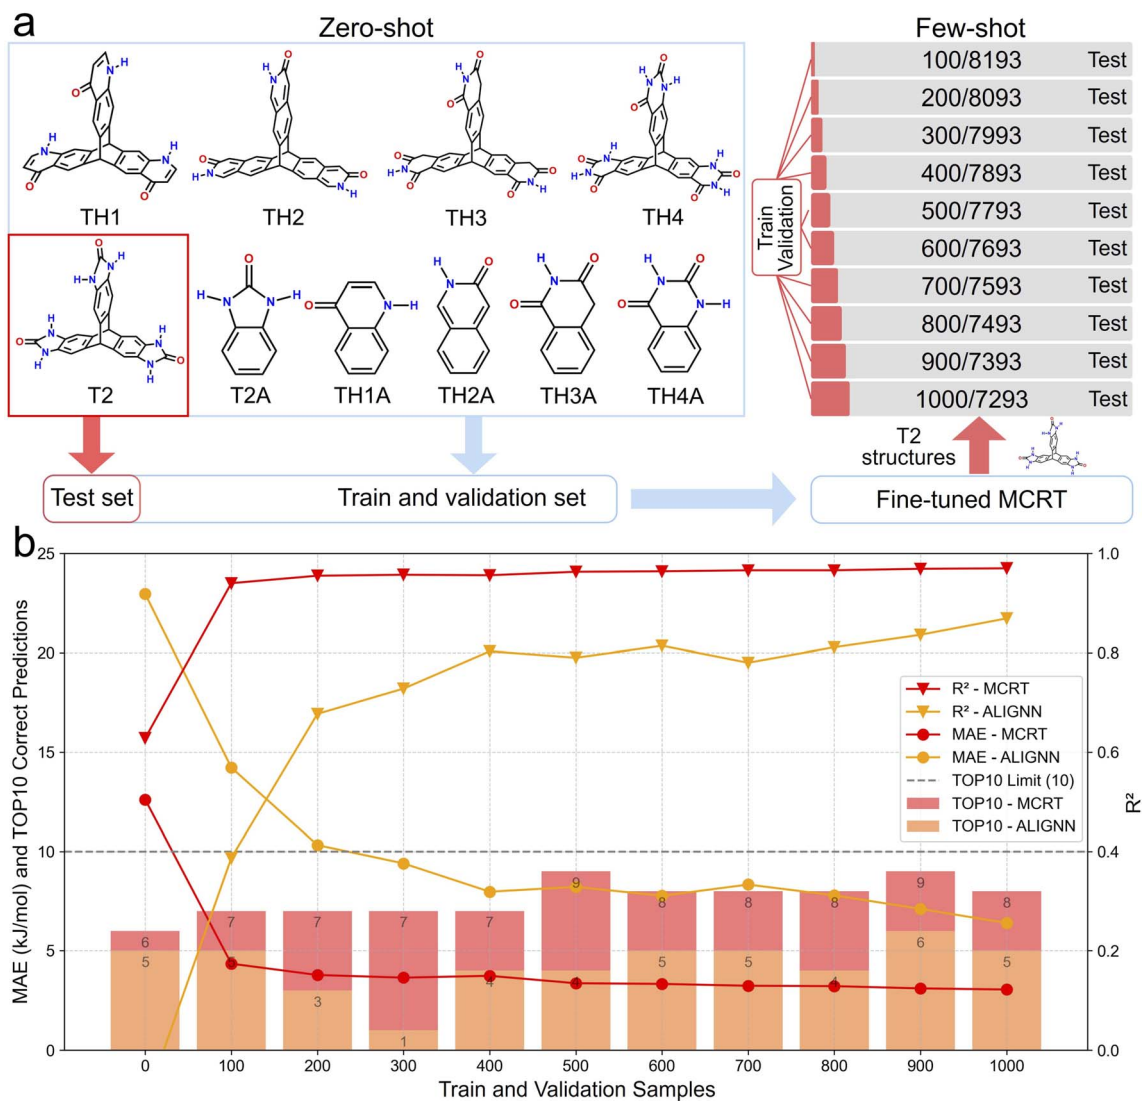 a
Zero-shot
Few-shot
TH1
TH2
TH3
TH4
T2
T2A
TH1A
TH2A
TH3A
TH4A
Train
Validation
100/8193 Test
200/8093 Test
300/7993 Test
400/7893 Test
500/7793 Test
600/7693 Test
700/7593 Test
800/7493 Test
900/7393 Test
1000/7293 Test
T2
structures
Test set
Train and validation set
Fine-tuned MCRT
b
MAE (kJ/mol) and TOP10 Correct Predictions
25
20
15
10
5
0
1.0
0.8
0.6
0.4
0.2
0.0
R²
R² - MCRT
R² - ALIGNN
MAE - MCRT
MAE - ALIGNN
TOP10 Limit (10)
TOP10 - MCRT
TOP10 - ALIGNN
6 7 7 7 7 9 8 8 8 9 8
5 5 3 1 4 4 5 5 4 6 5
0 100 200 300 400 500 600 700 800 900 1000
Train and Validation Samples